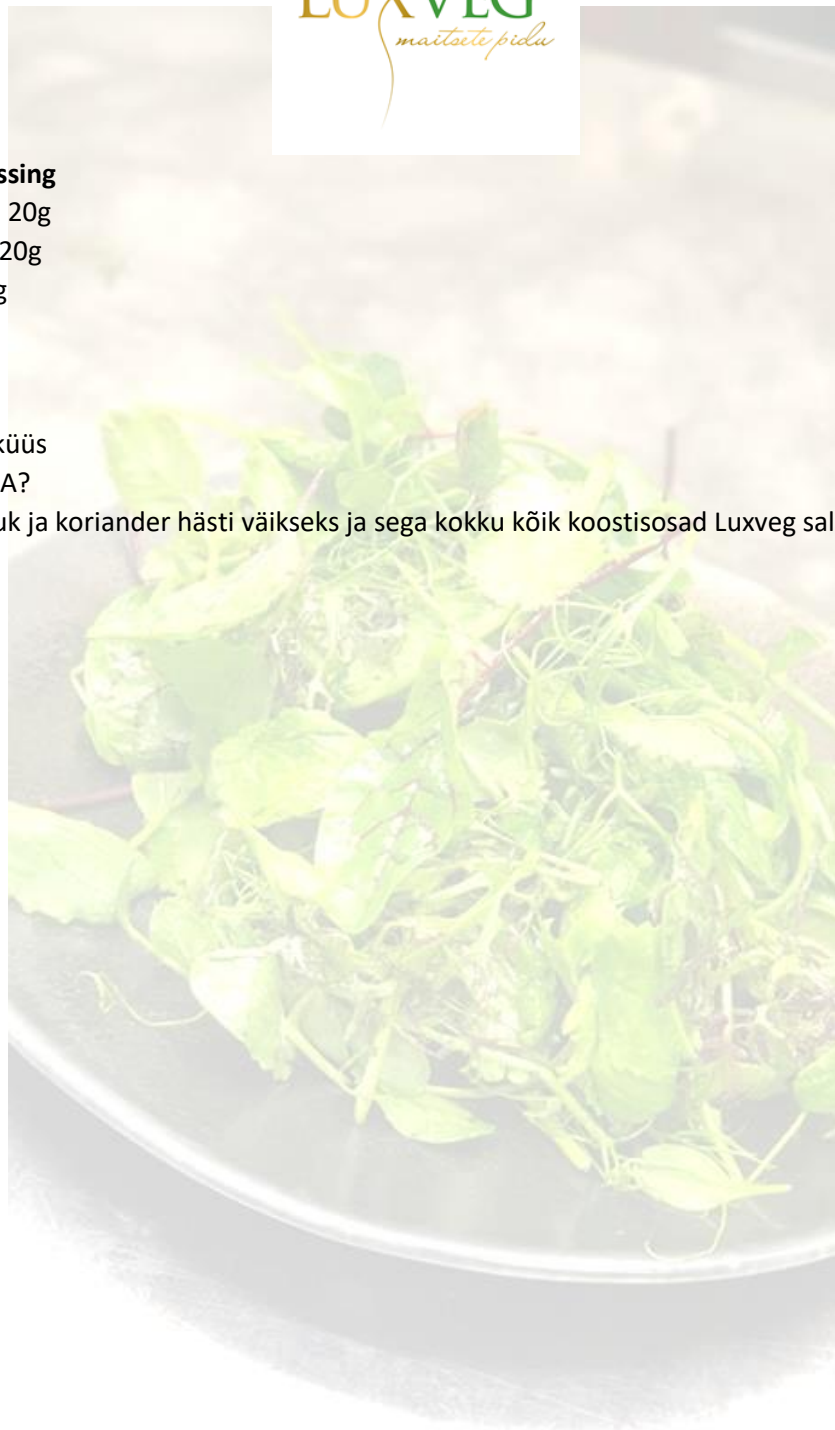 LUXVEG
maitsete pidu
ssing
20g
20g
g
küüs
A?
uk ja koriander hästi väikseks ja sega kokku kõik koostisosad Luxveg sal